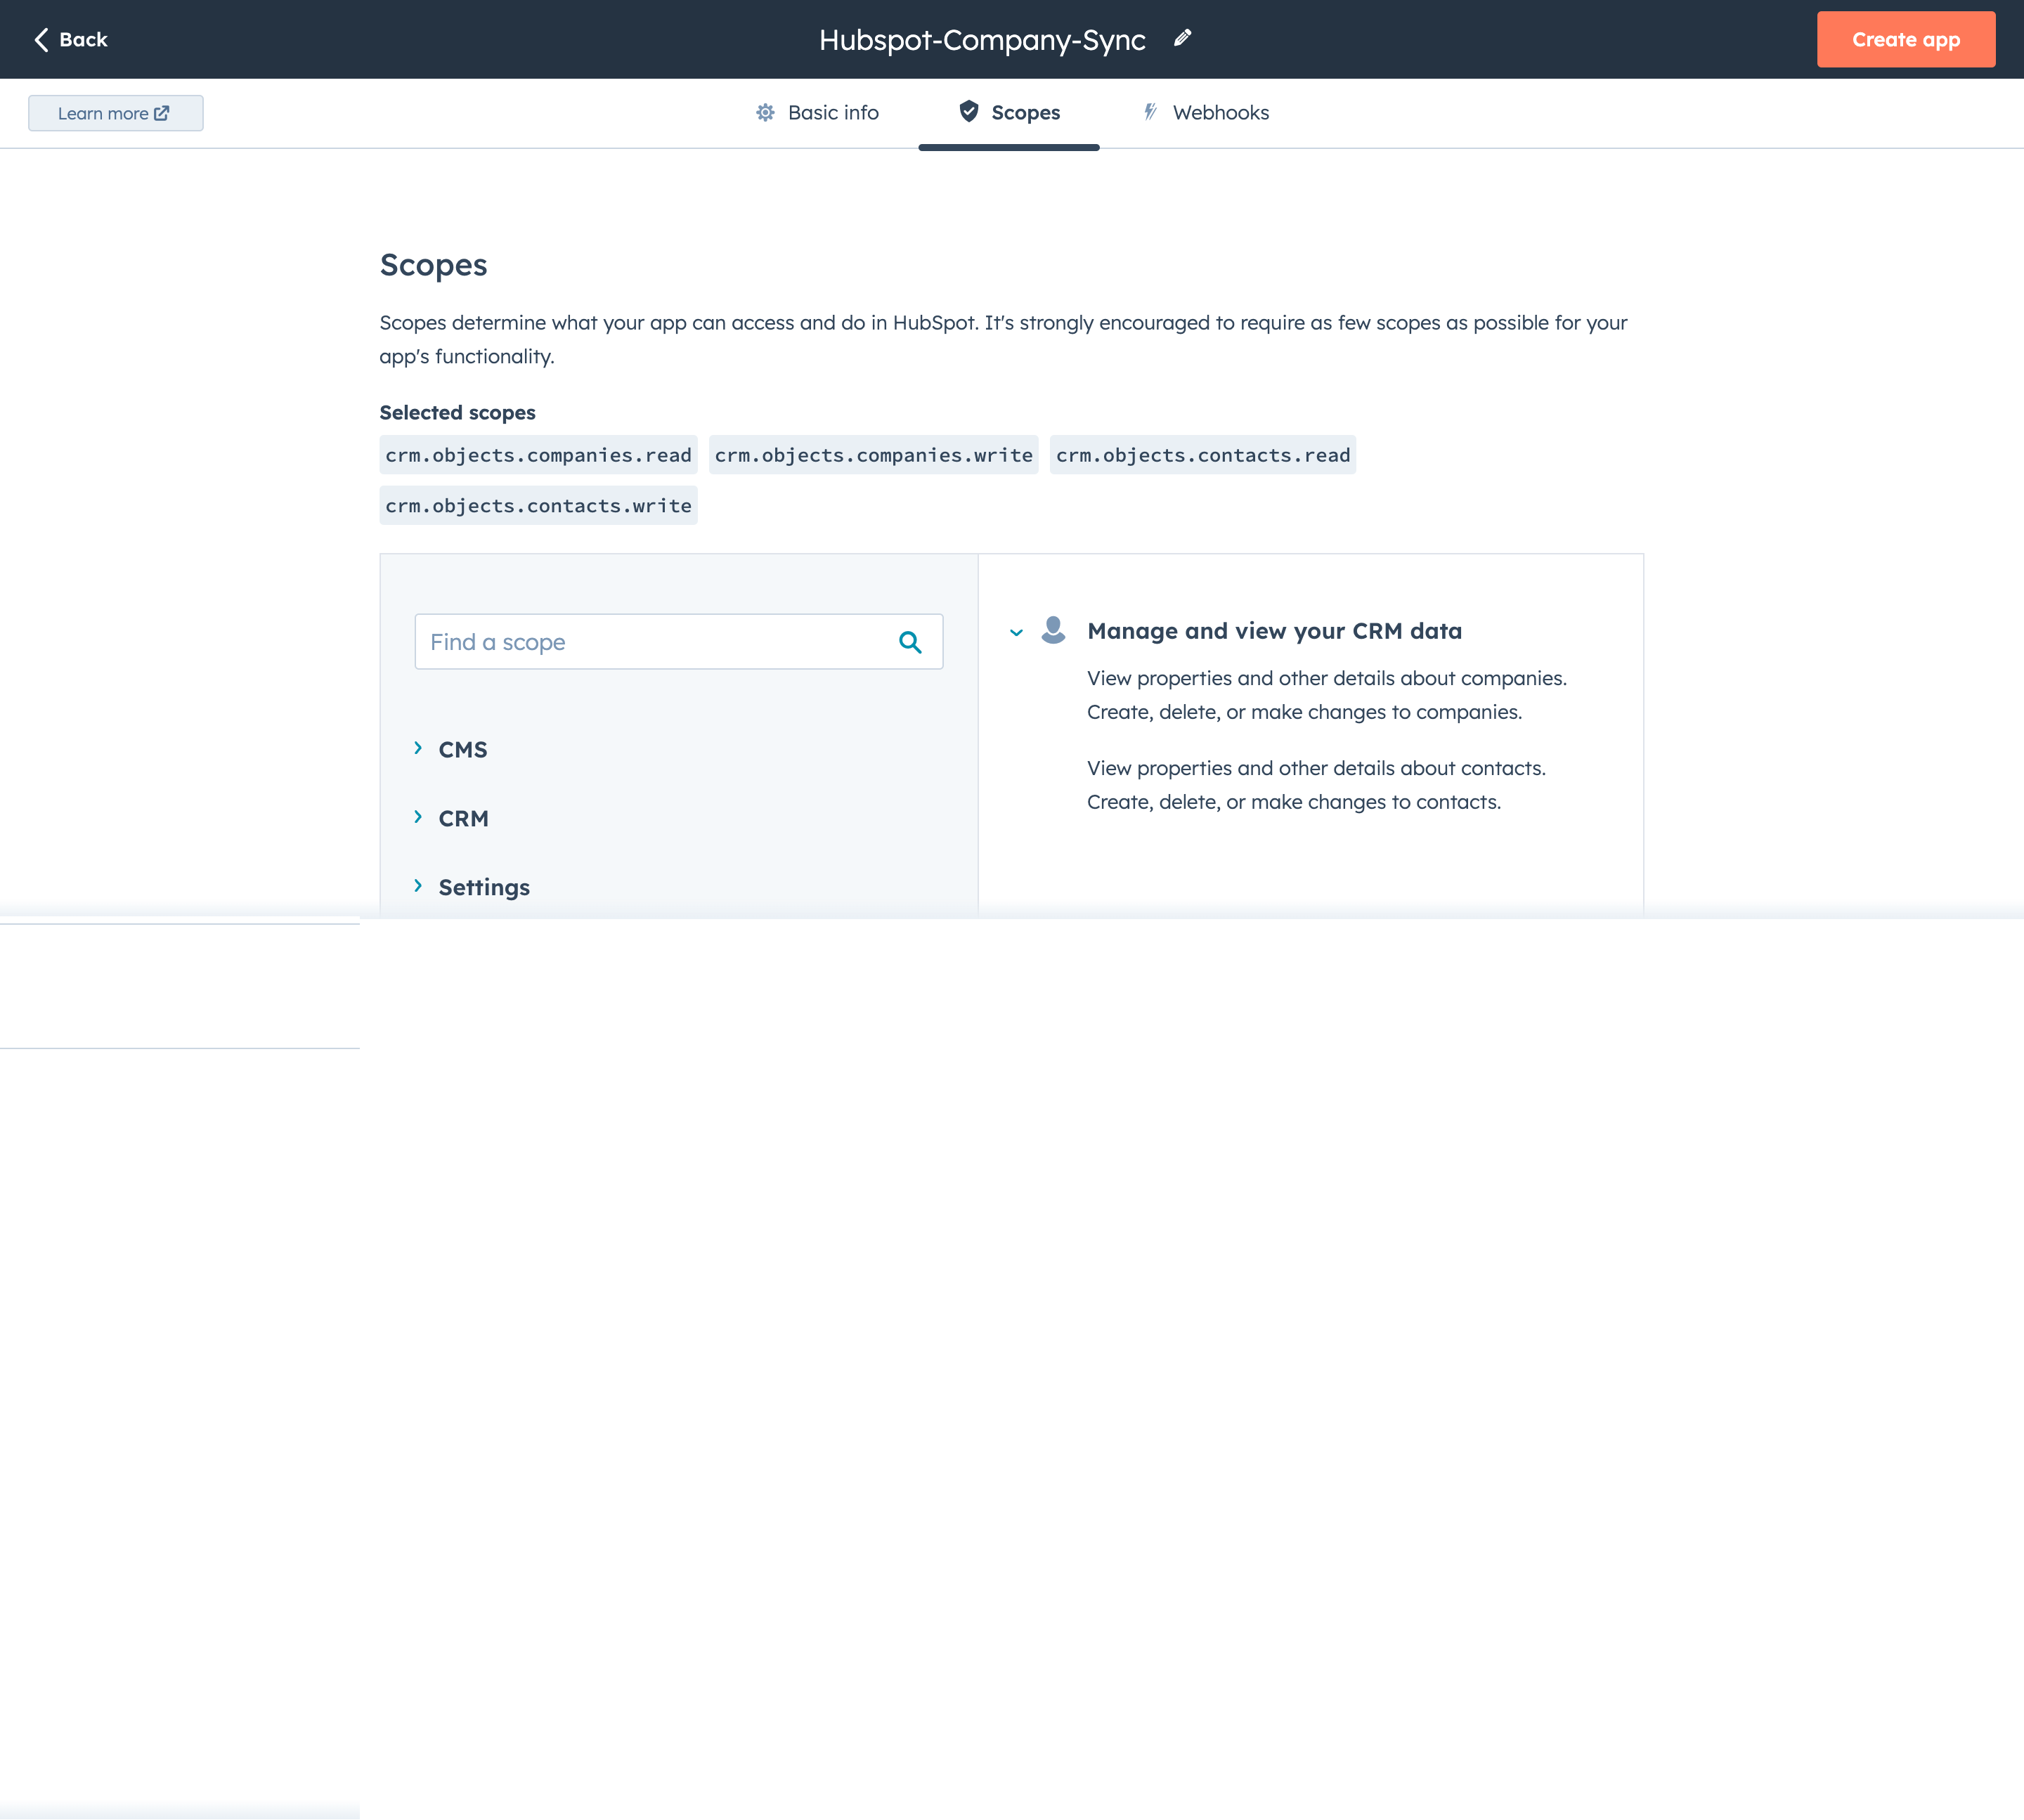 Back
Hubspot-Company-Sync
Create app
Learn more
Basic info
Scopes
Webhooks
Scopes
Scopes determine what your app can access and do in HubSpot. It's strongly encouraged to require as few scopes as possible for your
app's functionality.
Selected scopes
crm.objects.companies.read crm.objects.companies.write crm.objects.contacts.read
crm.objects.contacts.write
Find a scope
CMS
CRM
Settings
Manage and view your CRM data
View properties and other details about companies.
Create, delete, or make changes to companies.
View properties and other details about contacts.
Create, delete, or make changes to contacts.